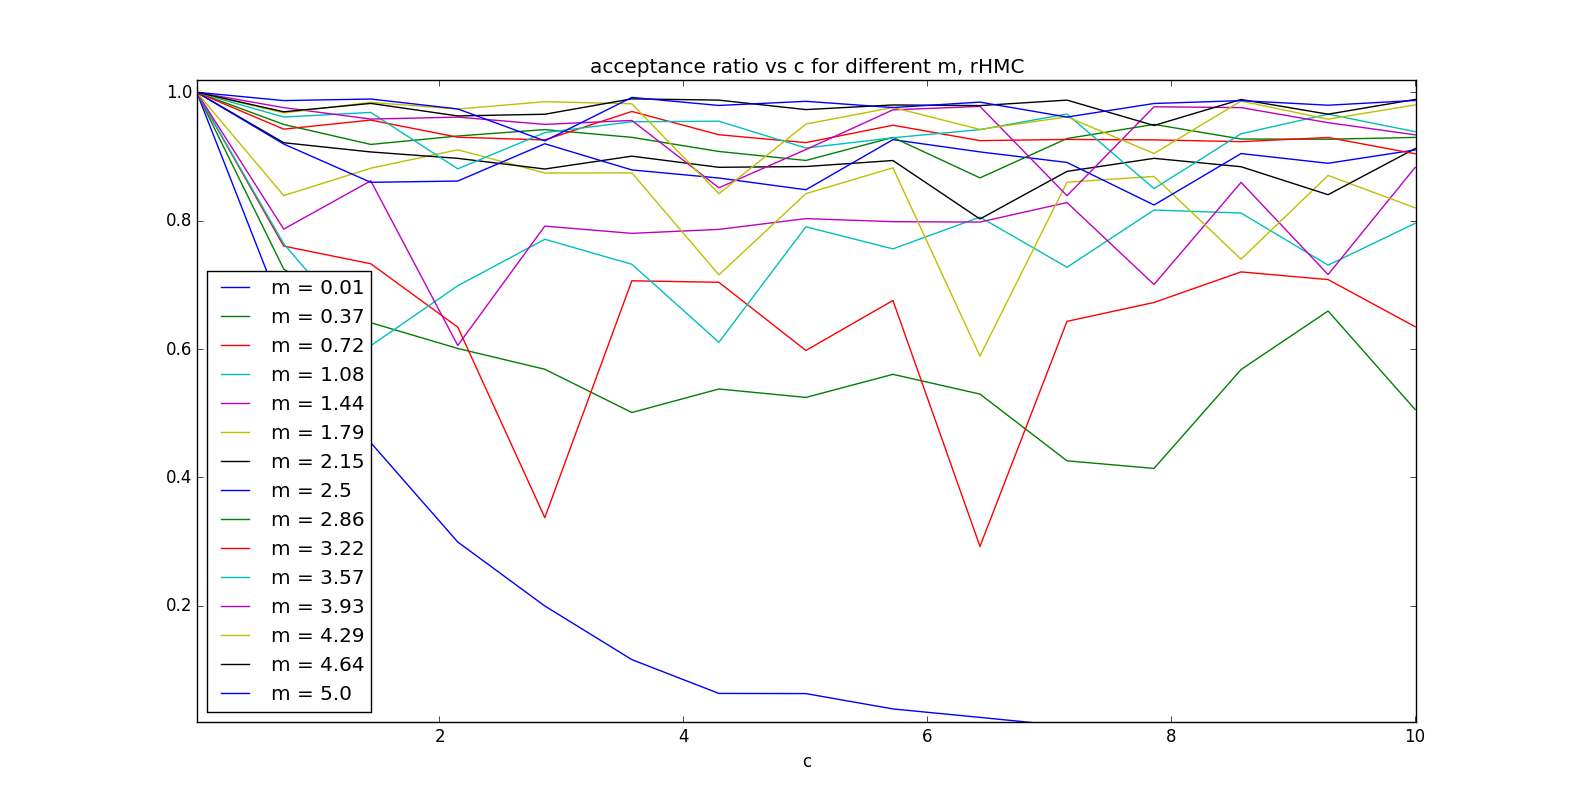 acceptance ratio vs c for different m, rHMC
1.0
0.8
0.6
0.4
0.2
m = 0.01
m = 0.37
m = 0.72
m = 1.08
m = 1.44
m = 1.79
m = 2.15
m = 2.5
m = 2.86
m = 3.22
m = 3.57
m = 3.93
m = 4.29
m = 4.64
m = 5.0
2 4 6 8 10
c